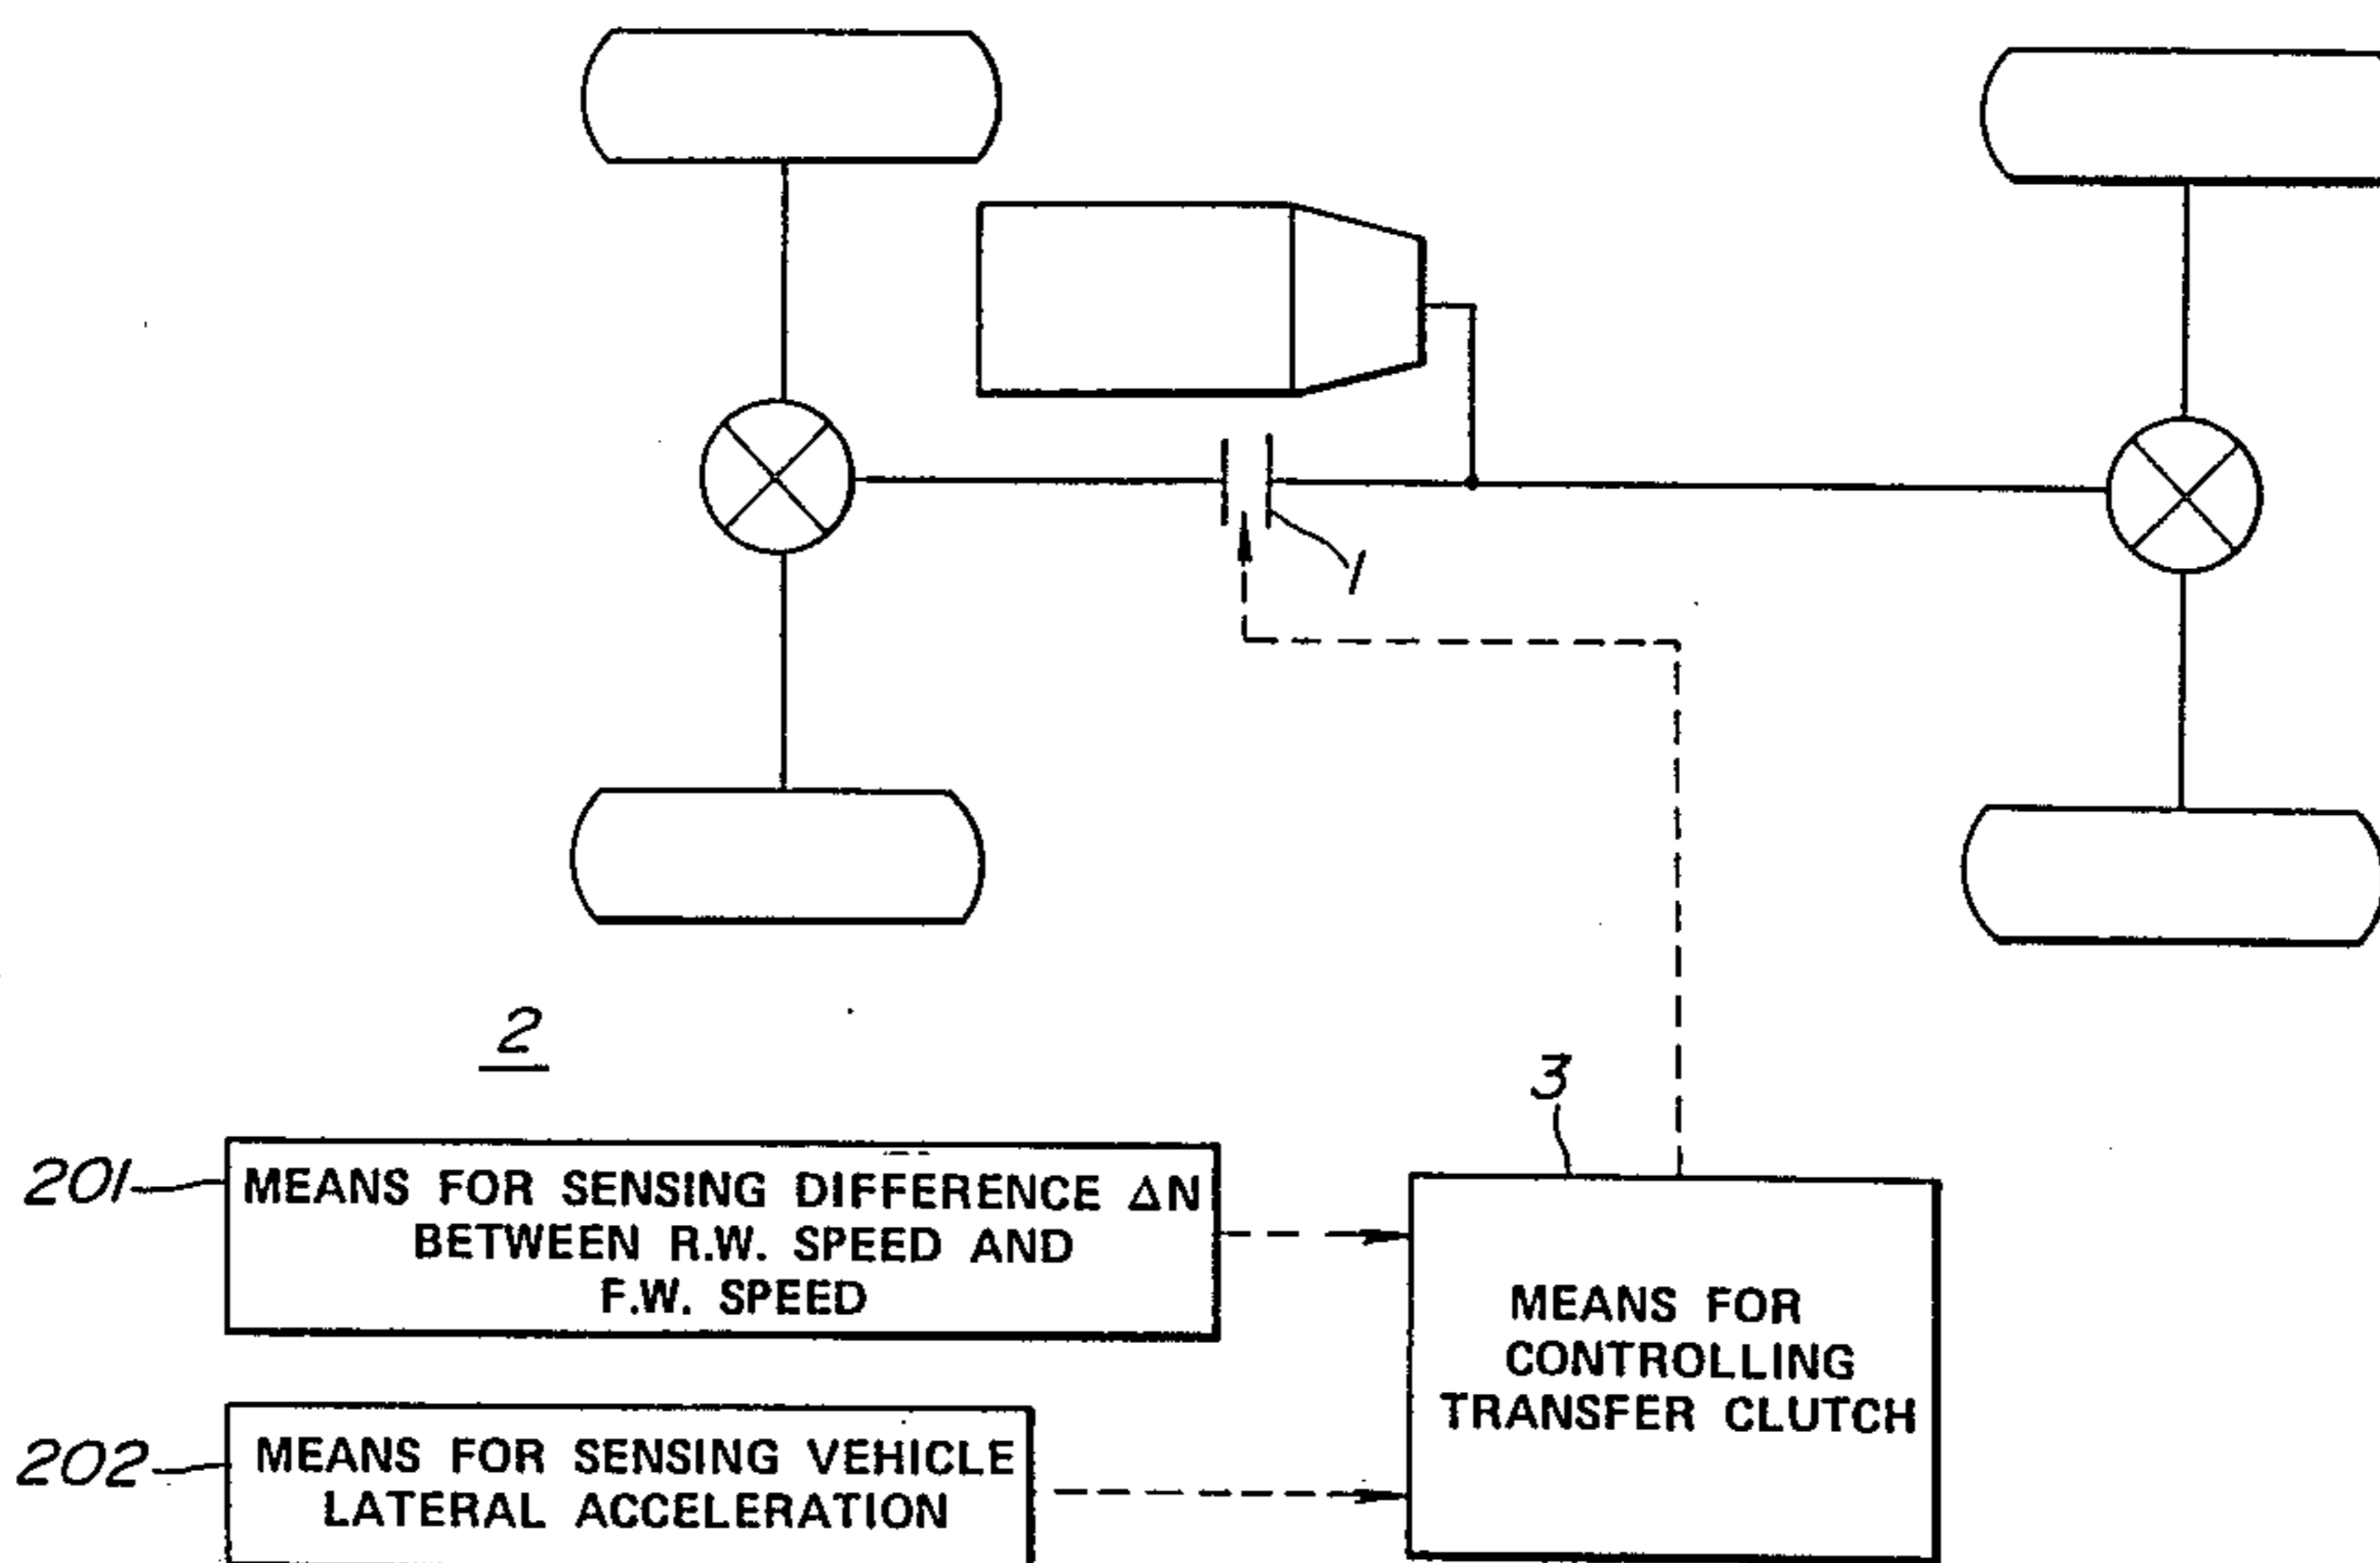 1
2
3
201
MEANS FOR SENSING DIFFERENCE ΔN
BETWEEN R.W. SPEED AND
F.W. SPEED
MEANS FOR
CONTROLLING
TRANSFER CLUTCH
202
MEANS FOR SENSING VEHICLE
LATERAL ACCELERATION